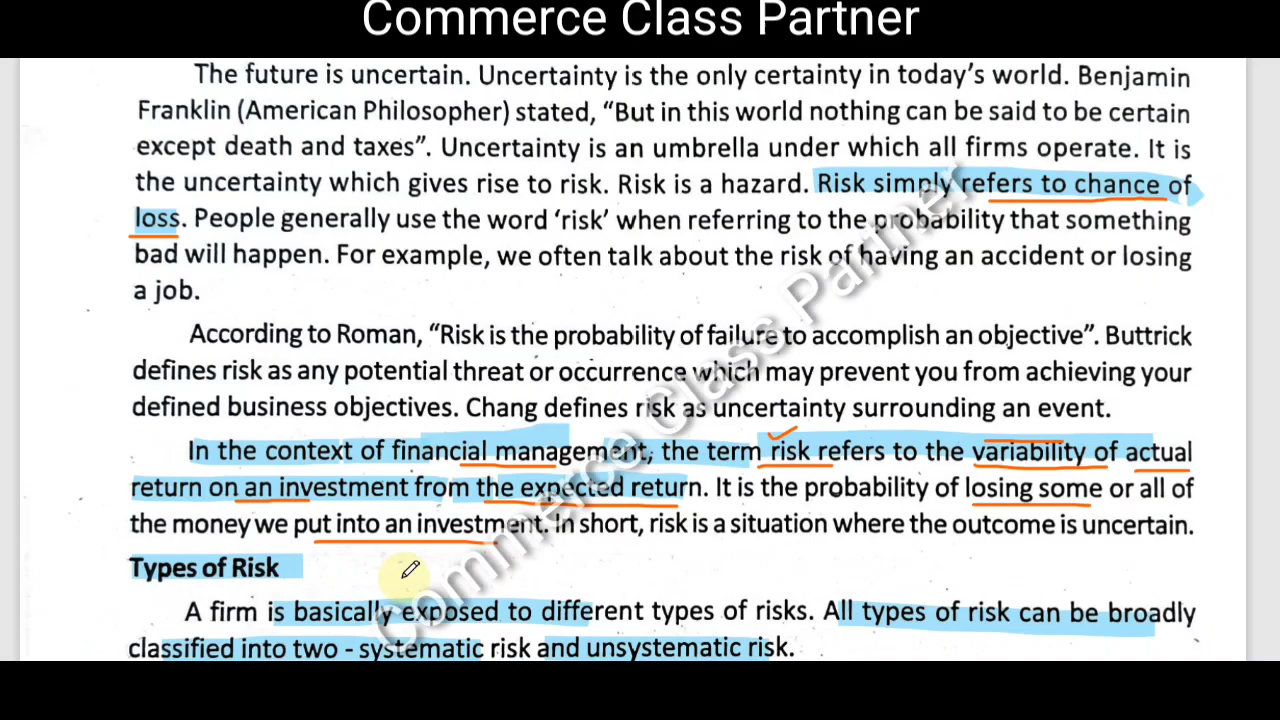 Commerce Class Partner
The future is uncertain. Uncertainty is the only certainty in today's world. Benjamin
Franklin (American Philosopher) stated, "But in this world nothing can be said to be certain
except death and taxes". Uncertainty is an umbrella under which all firms operate. It is
the uncertainty which gives rise to risk. Risk is a hazard. Risk simply refers to chance of
loss. People generally use the word 'risk' when referring to the probability that something
bad will happen. For example, we often talk about the risk of having an accident or losing
a job.
According to Roman, "Risk is the probability of failure to accomplish an objective". Buttrick
defines risk as any potential threat or occurrence which may prevent you from achieving your
defined business objectives. Chang defines risk as uncertainty surrounding an event.
In the context of financial management, the term risk refers to the variability of actual
return on an investment from the expected return. It is the probability of losing some or all of
the money we put into an investment. In short, risk is a situation where the outcome is uncertain.
Types of Risk
A firm is basically exposed to different types of risks. All types of risk can be broadly
classified into two - systematic risk and unsystematic risk.
Commerce Class Partner